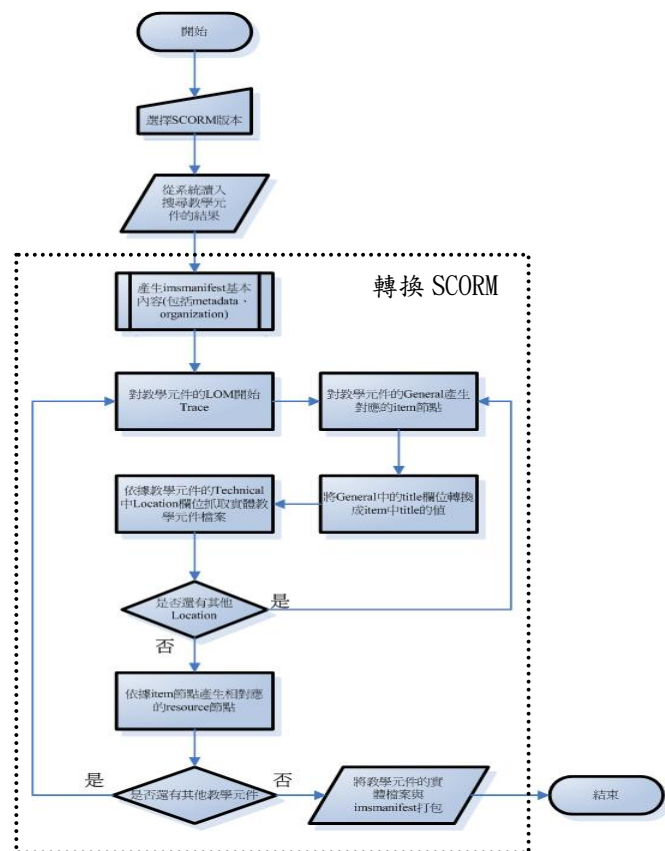 開始
選擇SCORM版本
從系統讀入
搜尋教學元
件的結果
產生imsmanifest基本
內容(包括metadata、
organization)
轉換 SCORM
對教學元件的LOM開始
Trace
對教學元件的General產生
對應的item節點
依據教學元件的Technical
中Location欄位抓取實體教
學元件檔案
將General中的title欄位轉換
成item中title的值
是否還有其他
Location
是
否
依據item節點產生相對應
的resource節點
是
是否還有其他教學元件
否
將教學元件的實
體檔案與
imsmanifest打包
結束